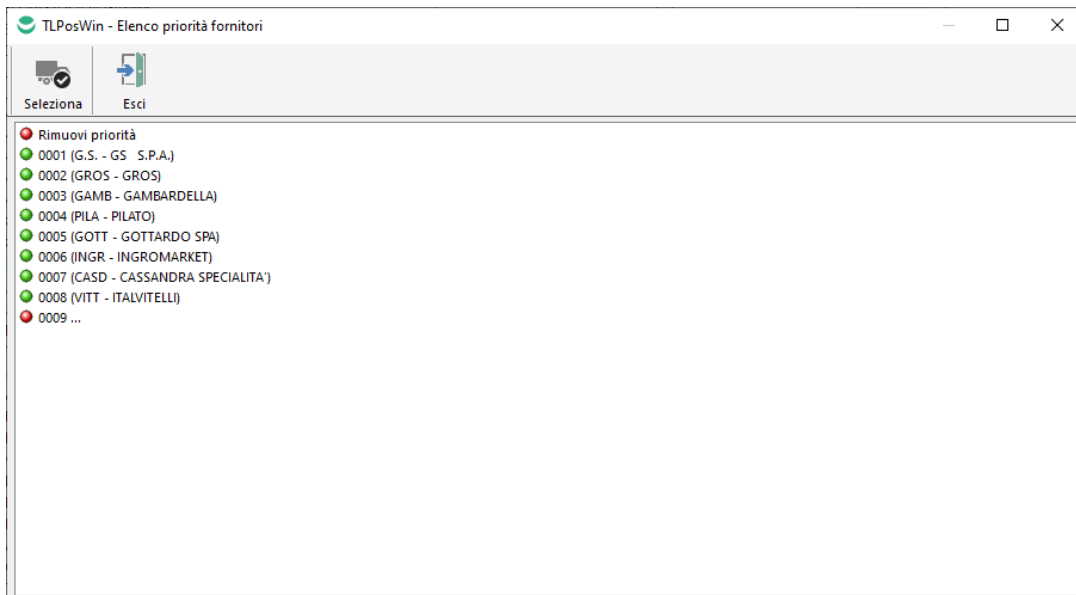 TLPosWin - Elenco priorità fornitori
Seleziona
Esci
Rimuovi priorità
0001 (G.S. - GS   S.P.A.)
0002 (GROS - GROS)
0003 (GAMB - GAMBARDELLA)
0004 (PILA - PILATO)
0005 (GOTT - GOTTARDO SPA)
0006 (INGR - INGROMARKET)
0007 (CASD - CASSANDRA SPECIALITA')
0008 (VITT - ITALVITELLI)
0009 ...